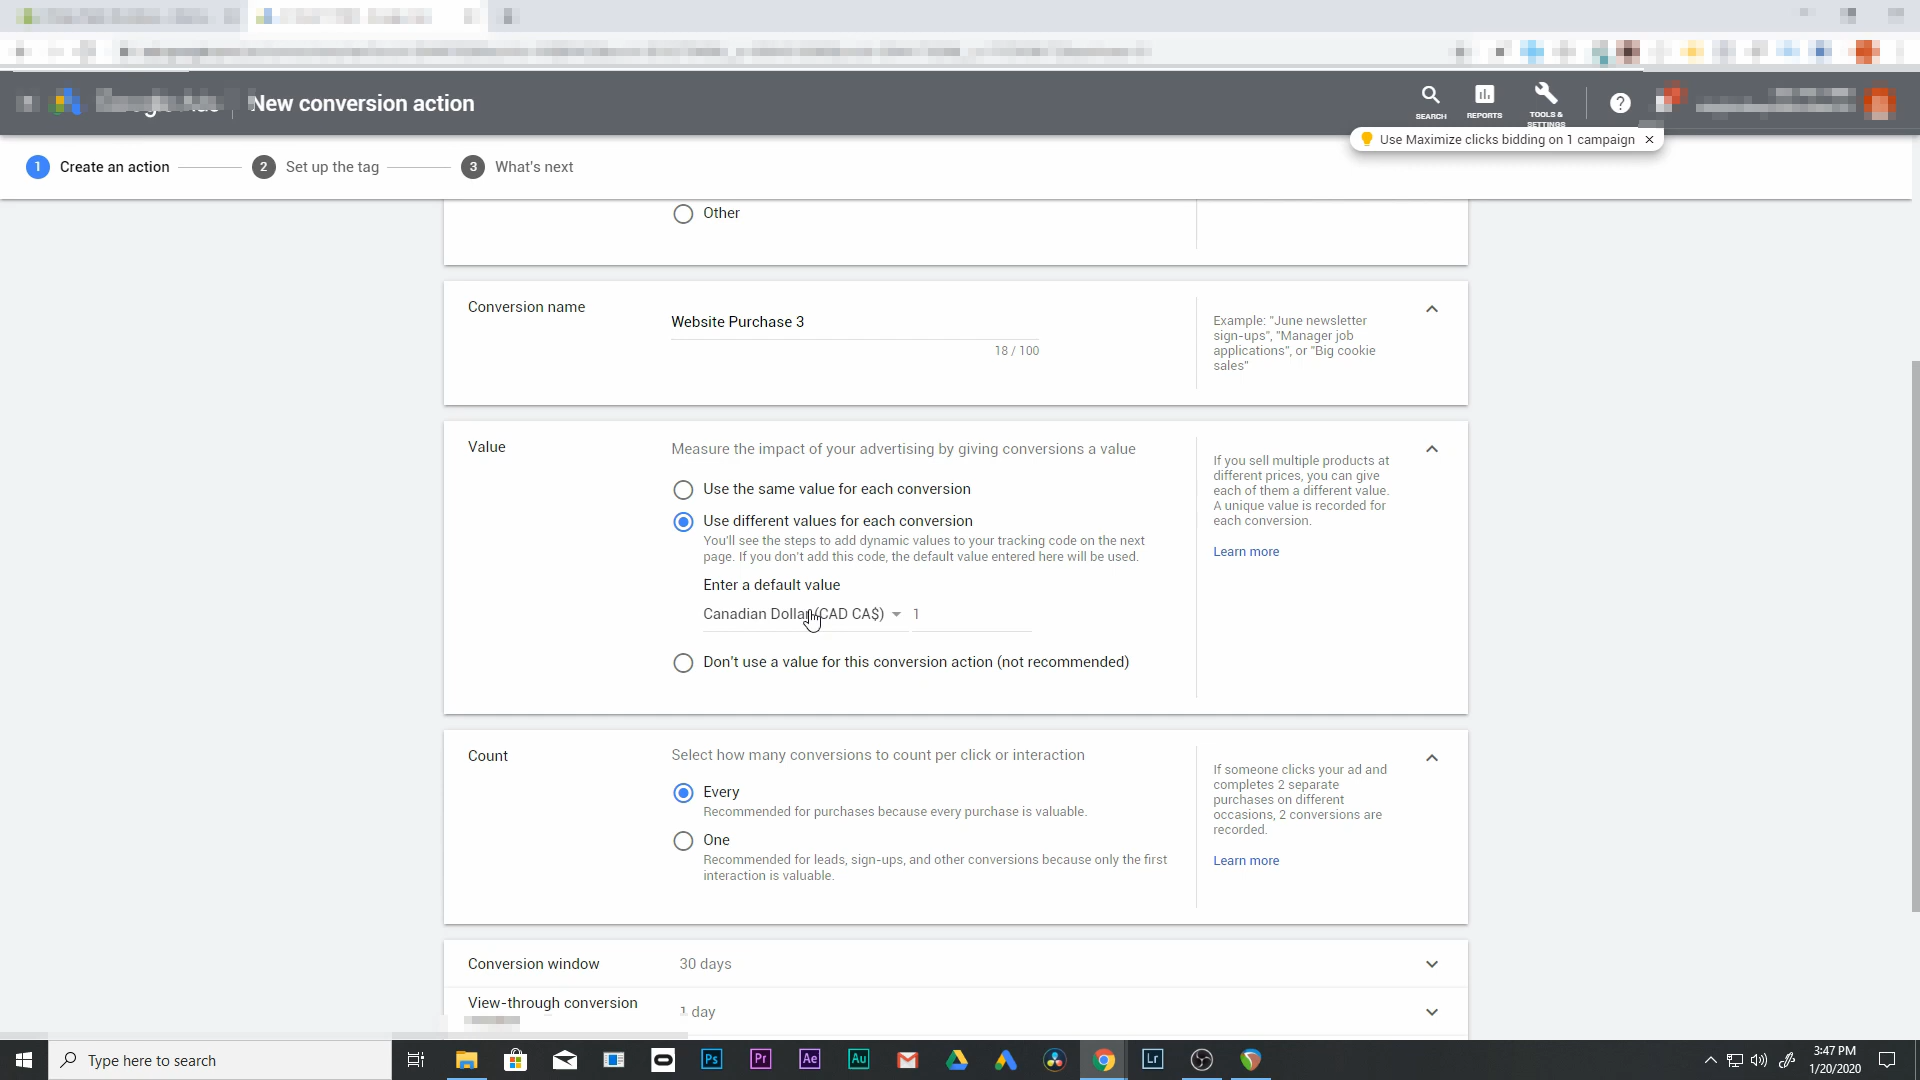 New conversion action
SEARCH
REPORTS
TOOLS &
SETTINGS
Use Maximize clicks bidding on 1 campaign
1 Create an action
2 Set up the tag
3 What's next
Other
Conversion name
Website Purchase 3
18 / 100
Example: "June newsletter
sign-ups", "Manager job
applications", or "Big cookie
sales"
Value
Measure the impact of your advertising by giving conversions a value
Use the same value for each conversion
Use different values for each conversion
You'll see the steps to add dynamic values to your tracking code on the next
page. If you don't add this code, the default value entered here will be used.
Enter a default value
Canadian Dollar (CAD CA$) 1
Don't use a value for this conversion action (not recommended)
If you sell multiple products at
different prices, you can give
each of them a different value.
A unique value is recorded for
each conversion.
Learn more
Count
Select how many conversions to count per click or interaction
Every
Recommended for purchases because every purchase is valuable.
One
Recommended for leads, sign-ups, and other conversions because only the first
interaction is valuable.
If someone clicks your ad and
completes 2 separate
purchases on different
occasions, 2 conversions are
recorded.
Learn more
Conversion window
30 days
View-through conversion
1 day
Type here to search
Ps
Pr
Ae
Au
Lr
3:47 PM
1/20/2020